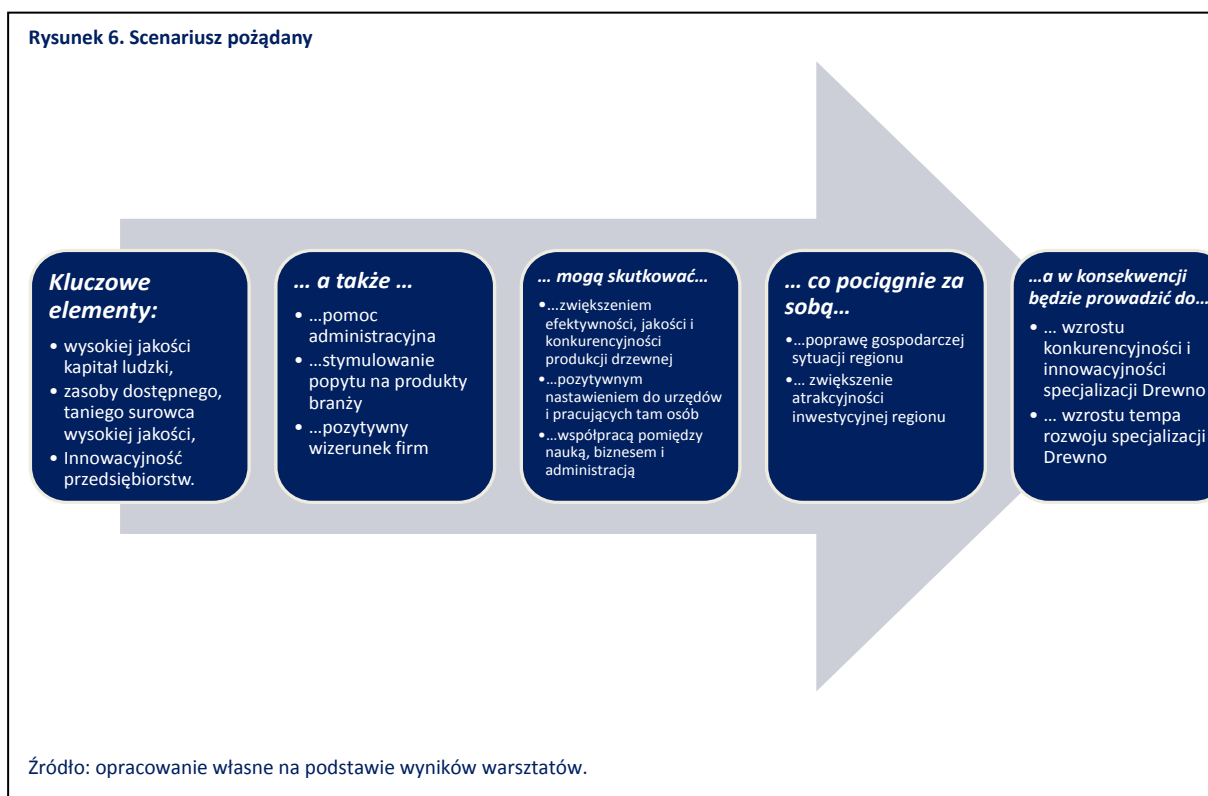 Rysunek 6. Scenariusz pożądany
Kluczowe
elementy:
• wysokiej jakości
kapitał ludzki,
• zasoby dostępnego,
taniego surowca
wysokiej jakości,
• Innowacyjność
przedsiębiorstw.
... a także ...
• ...pomoc
administracyjna
• ...stymulowanie
popytu na produkty
branży
• ...pozytywny
wizerunek firm
... mogą skutkować...
•...zwiększeniem
efektywności, jakości i
konkurencyjności
produkcji drzewnej
•...pozytywnym
nastawieniem do urzędów
i pracujących tam osób
•...współpracą pomiędzy
nauką, biznesem i
administracją
... co pociągnie za
sobą...
•...poprawę gospodarczej
sytuacji regionu
•... zwiększenie
atrakcyjności
inwestycyjnej regionu
...a w konsekwencji
będzie prowadzić do...
• ... wzrostu
konkurencyjności i
innowacyjności
specjalizacji Drewno
• ... wzrostu tempa
rozwoju specjalizacji
Drewno
Źródło: opracowanie własne na podstawie wyników warsztatów.